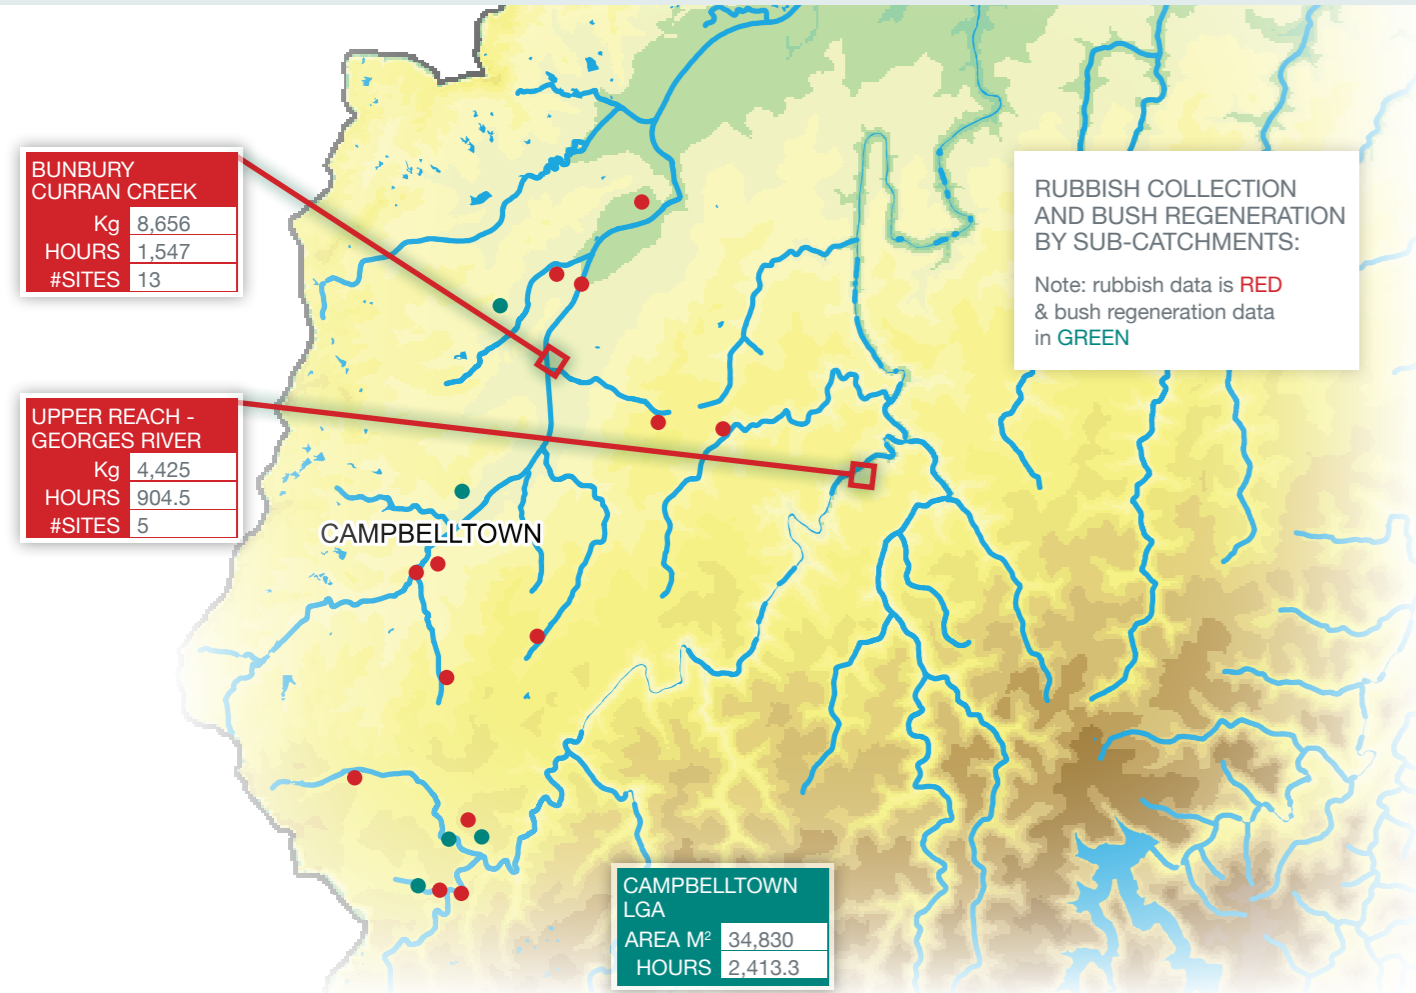 BUNBURY
CURRAN CREEK
Kg 8,656
HOURS 1,547
#SITES 13
RUBBISH COLLECTION
AND BUSH REGENERATION
BY SUB-CATCHMENTS:
Note: rubbish data is RED
& bush regeneration data
in GREEN
UPPER REACH -
GEORGES RIVER
Kg 4,425
HOURS 904.5
#SITES 5
CAMPBELLTOWN
CAMPBELLTOWN
LGA
AREA M² 34,830
HOURS 2,413.3